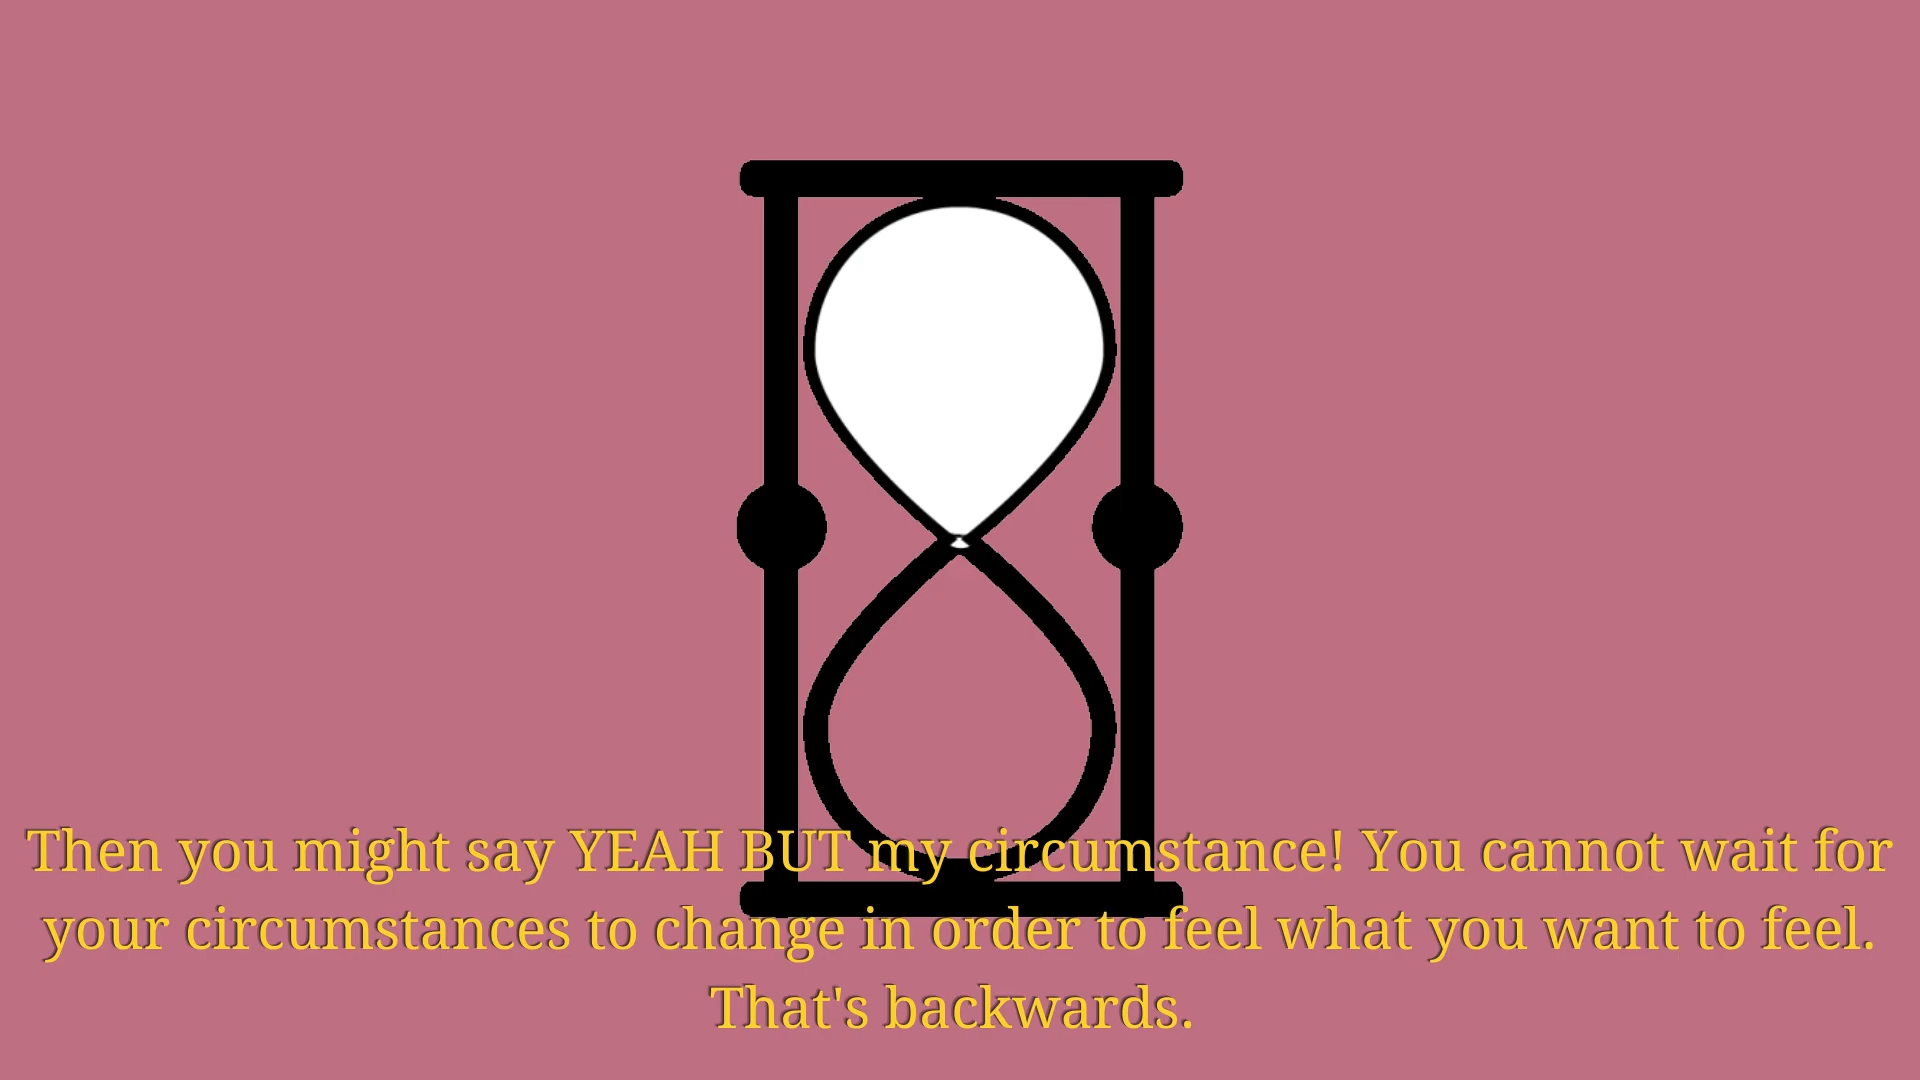 Then you might say YEAH BUT my circumstance! You cannot wait for
your circumstances to change in order to feel what you want to feel.
That's backwards.